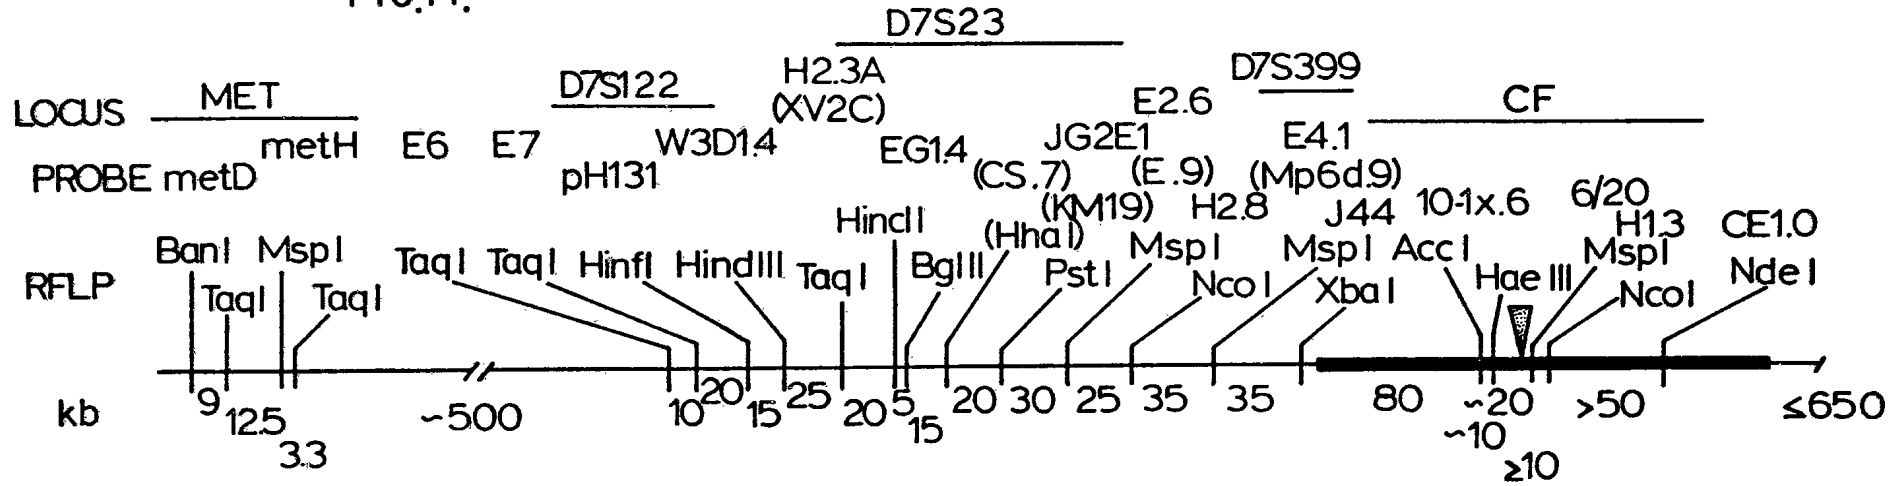 D7S23
H2.3A D7S399
LOCUS MET D7S122 (XV2C) E2.6 CF
metH E6 E7 W3D1.4 EG1.4 JG2E1 E4.1
PROBE metD pH131 (CS.7) (E.9) (Mp6d.9)
(KM19) H2.8 J44 10-1x.6 6/20
HincII (HhaI) H1.3 CE1.0
BanI MspI MspI MspI AccI MspI
RFLP TaqI TaqI HinfI HindIII TaqI BglII PstI NcoI XbaI HaeIII NcoI NdeI
TaqI TaqI
kb 9 12.5 ~500 10 20 15 25 20 5 15 20 30 25 35 35 80 ~20 >50 ≤650
3.3 ~10 ≥10